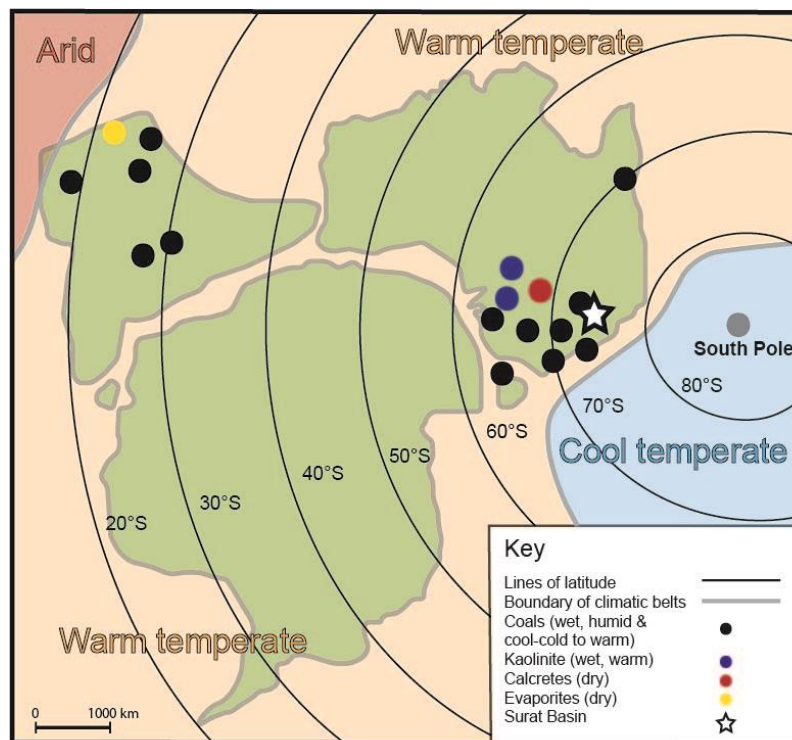 Arid
Warm temperate
South Pole
80°S
70°S
60°S
50°S
40°S
30°S
20°S
Cool temperate
Warm temperate
0 1000 km
Key
Lines of latitude
Boundary of climatic belts
Coals (wet, humid &
cool-cold to warm)
Kaolinite (wet, warm)
Calcretes (dry)
Evaporites (dry)
Surat Basin